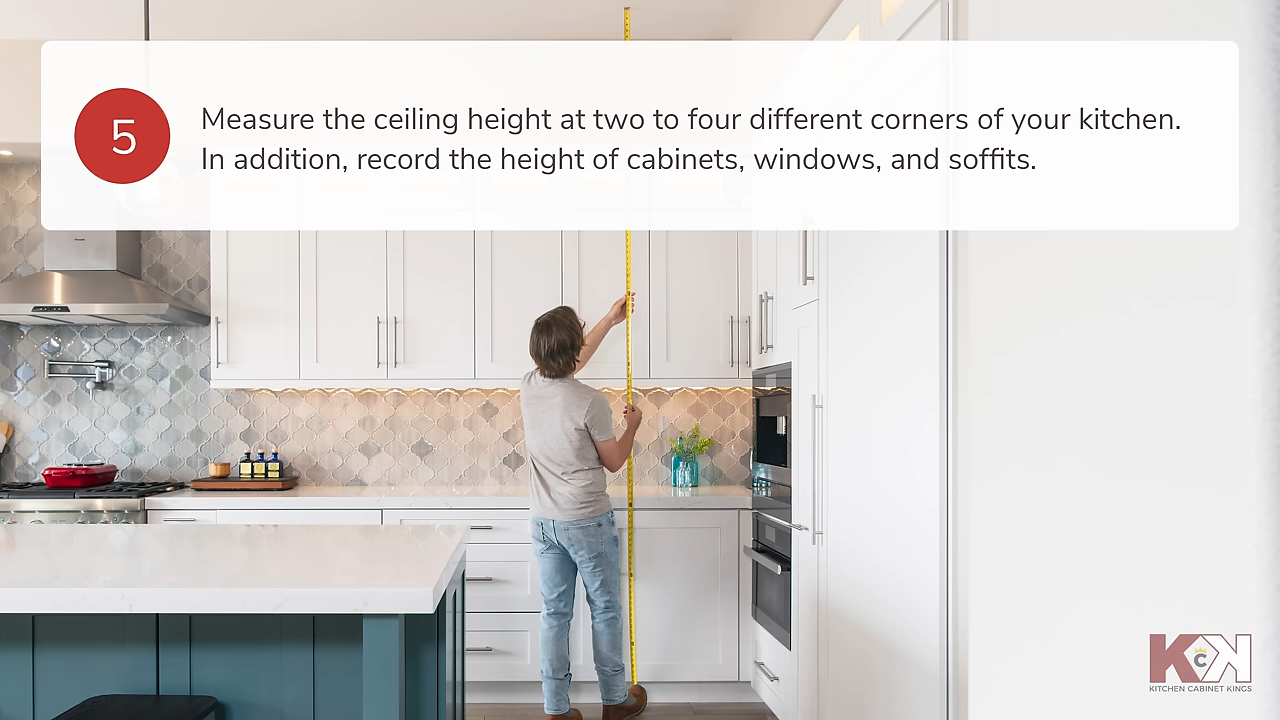 5
Measure the ceiling height at two to four different corners of your kitchen.
In addition, record the height of cabinets, windows, and soffits.
KCK
KITCHEN CABINET KINGS